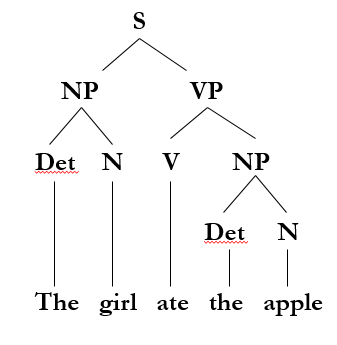 S
NP VP
Det N V NP
Det N
The girl ate the apple